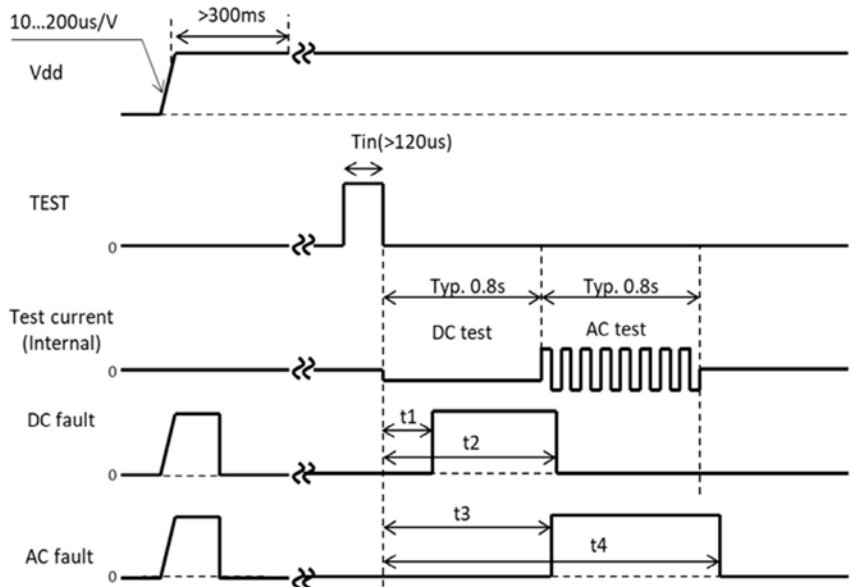 10...200us/V
>300ms
Vdd
Tin(>120us)
TEST
0
Typ. 0.8s
Typ. 0.8s
Test current
(Internal)
DC test
AC test
0
DC fault
t1
t2
0
t3
AC fault
t4
0